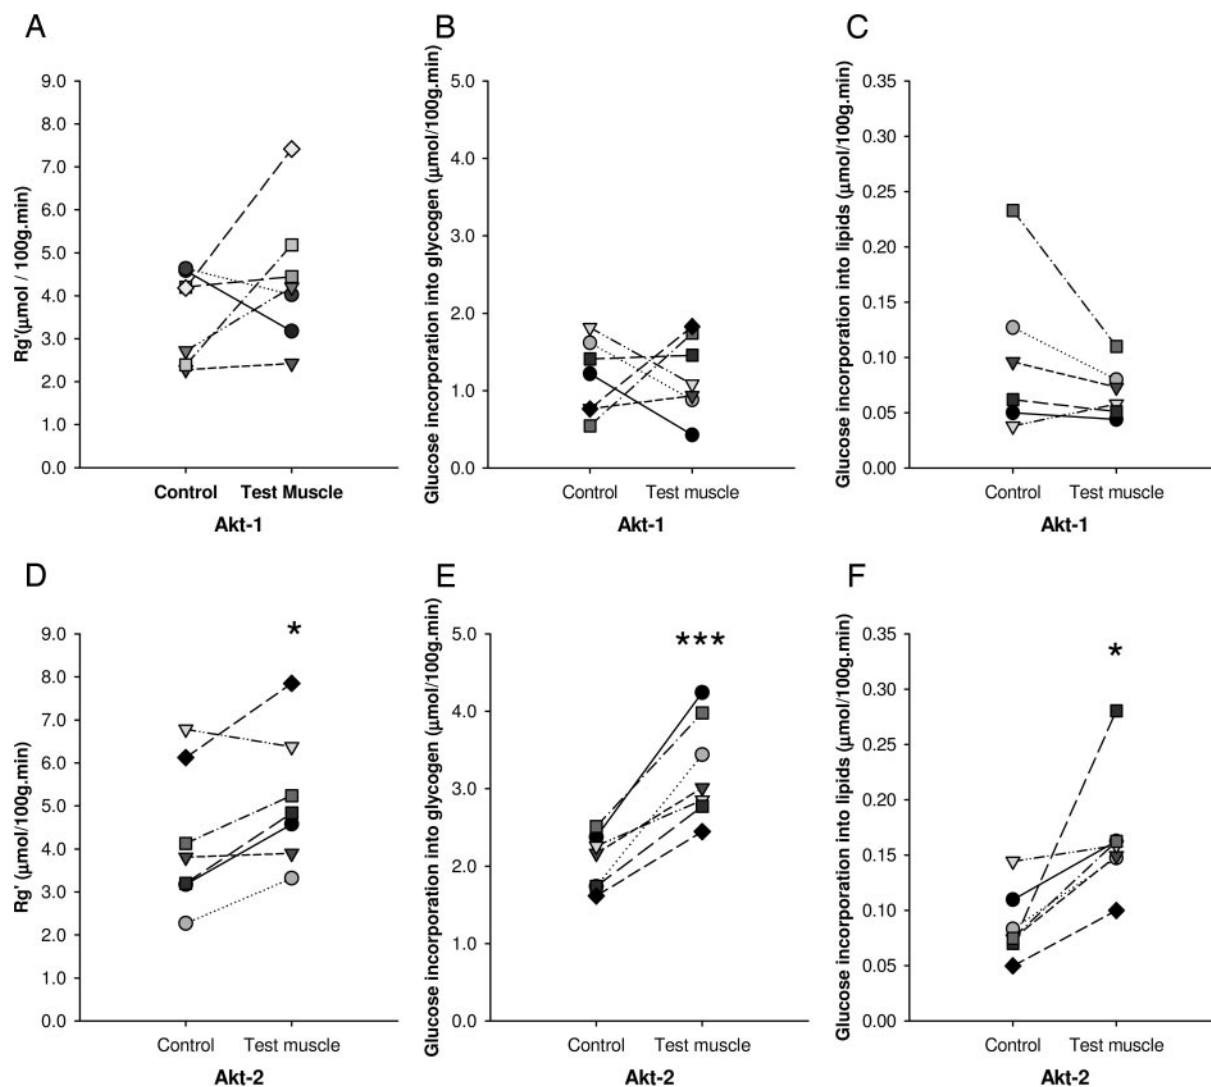 A
Rg'(μmol / 100g.min)
9.0
8.0
7.0
6.0
5.0
4.0
3.0
2.0
1.0
0.0
Control Test Muscle
Akt-1
B
Glucose incorporation into glycogen (μmol/100g.min)
5.0
4.0
3.0
2.0
1.0
0.0
Control Test muscle
Akt-1
C
Glucose incorporation into lipids (μmol/100g.min)
0.35
0.30
0.25
0.20
0.15
0.10
0.05
0.00
Control Test muscle
Akt-1
D
Rg' (μmol/100g.min)
9.0
8.0
7.0
6.0
5.0
4.0
3.0
2.0
1.0
0.0
*
Control Test muscle
Akt-2
E
Glucose incorporation into glycogen (μmol/100g.min)
5.0
4.0
3.0
2.0
1.0
0.0
***
Control Test muscle
Akt-2
F
Glucose incorporation into lipids (μmol/100g.min)
0.35
0.30
0.25
0.20
0.15
0.10
0.05
0.00
*
Control Test muscle
Akt-2